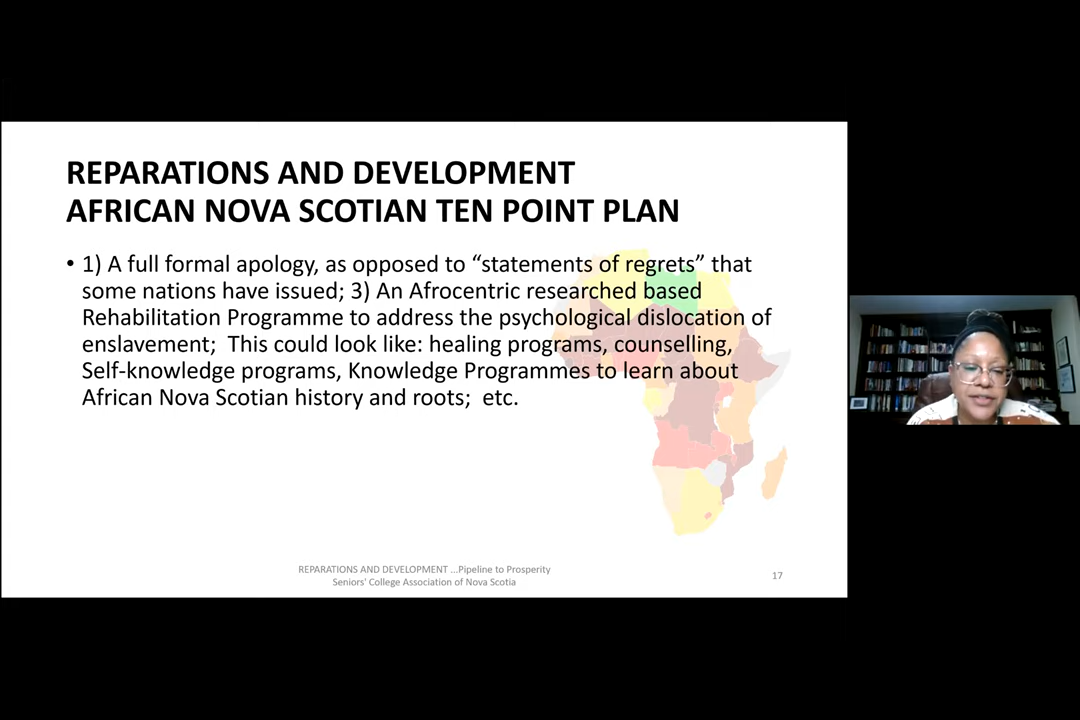 REPARATIONS AND DEVELOPMENT
AFRICAN NOVA SCOTIAN TEN POINT PLAN
• 1) A full formal apology, as opposed to “statements of regrets” that
some nations have issued; 3) An Afrocentric researched based
Rehabilitation Programme to address the psychological dislocation of
enslavement;  This could look like: healing programs, counselling,
Self-knowledge programs, Knowledge Programmes to learn about
African Nova Scotian history and roots;  etc.
REPARATIONS AND DEVELOPMENT ...Pipeline to Prosperity
Seniors' College Association of Nova Scotia
17